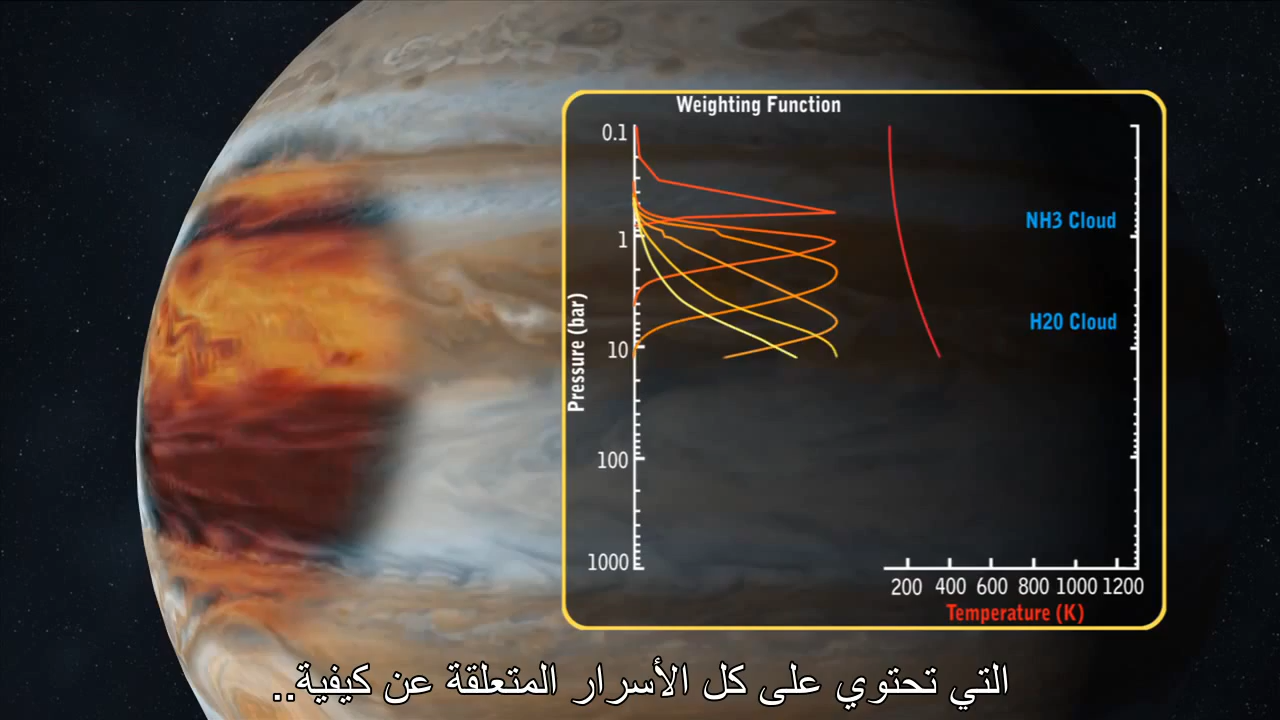 Weighting Function
0.1
1
10
100
1000
Pressure (bar)
NH3 Cloud
H20 Cloud
200 400 600 800 1000 1200
Temperature (K)
التي تحتوي على كل الأسرار المتعلقة عن كيفية..